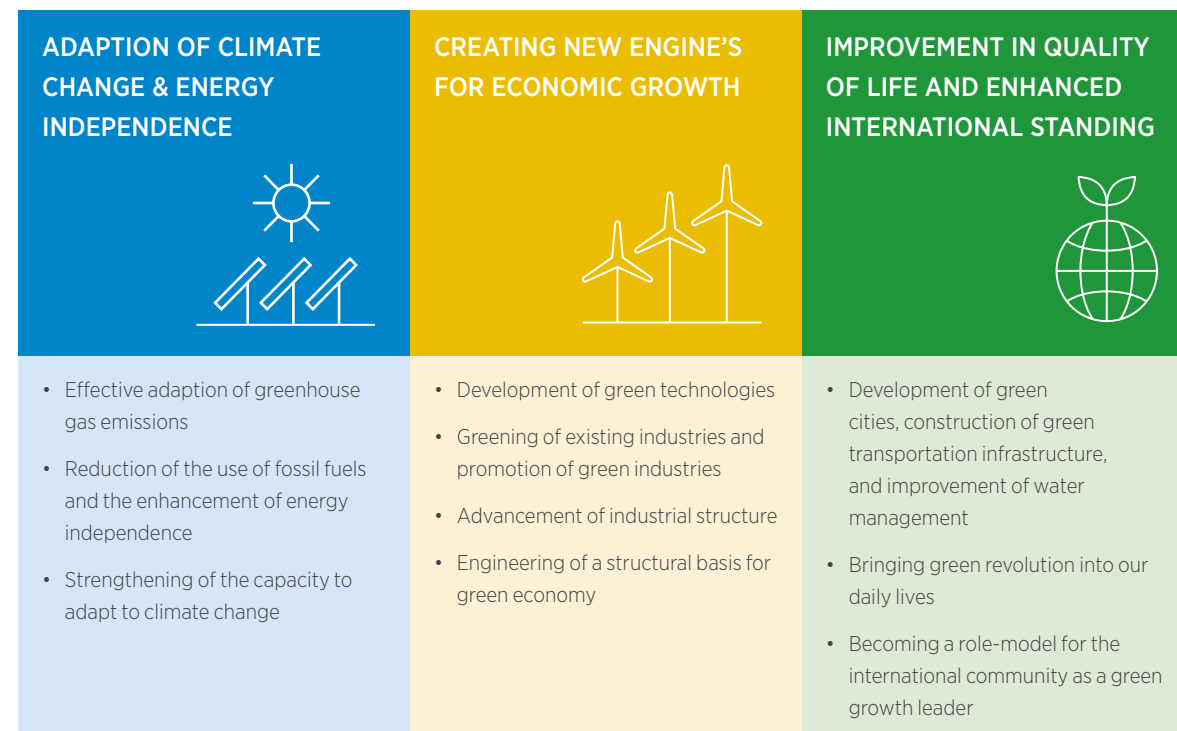 ADAPTION OF CLIMATE
CHANGE & ENERGY
INDEPENDENCE
• Effective adaption of greenhouse
gas emissions
• Reduction of the use of fossil fuels
and the enhancement of energy
independence
• Strengthening of the capacity to
adapt to climate change
CREATING NEW ENGINE’S
FOR ECONOMIC GROWTH
• Development of green technologies
• Greening of existing industries and
promotion of green industries
• Advancement of industrial structure
• Engineering of a structural basis for
green economy
IMPROVEMENT IN QUALITY
OF LIFE AND ENHANCED
INTERNATIONAL STANDING
• Development of green
cities, construction of green
transportation infrastructure,
and improvement of water
management
• Bringing green revolution into our
daily lives
• Becoming a role-model for the
international community as a green
growth leader